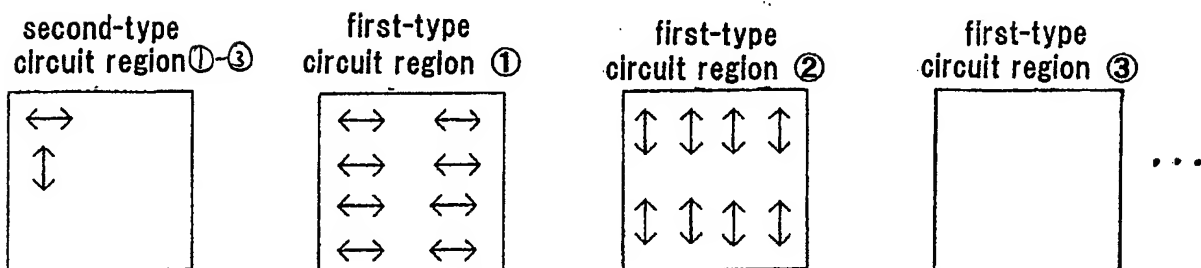 second-type
circuit region①-③
first-type
circuit region ①
first-type
circuit region ②
first-type
circuit region ③
...